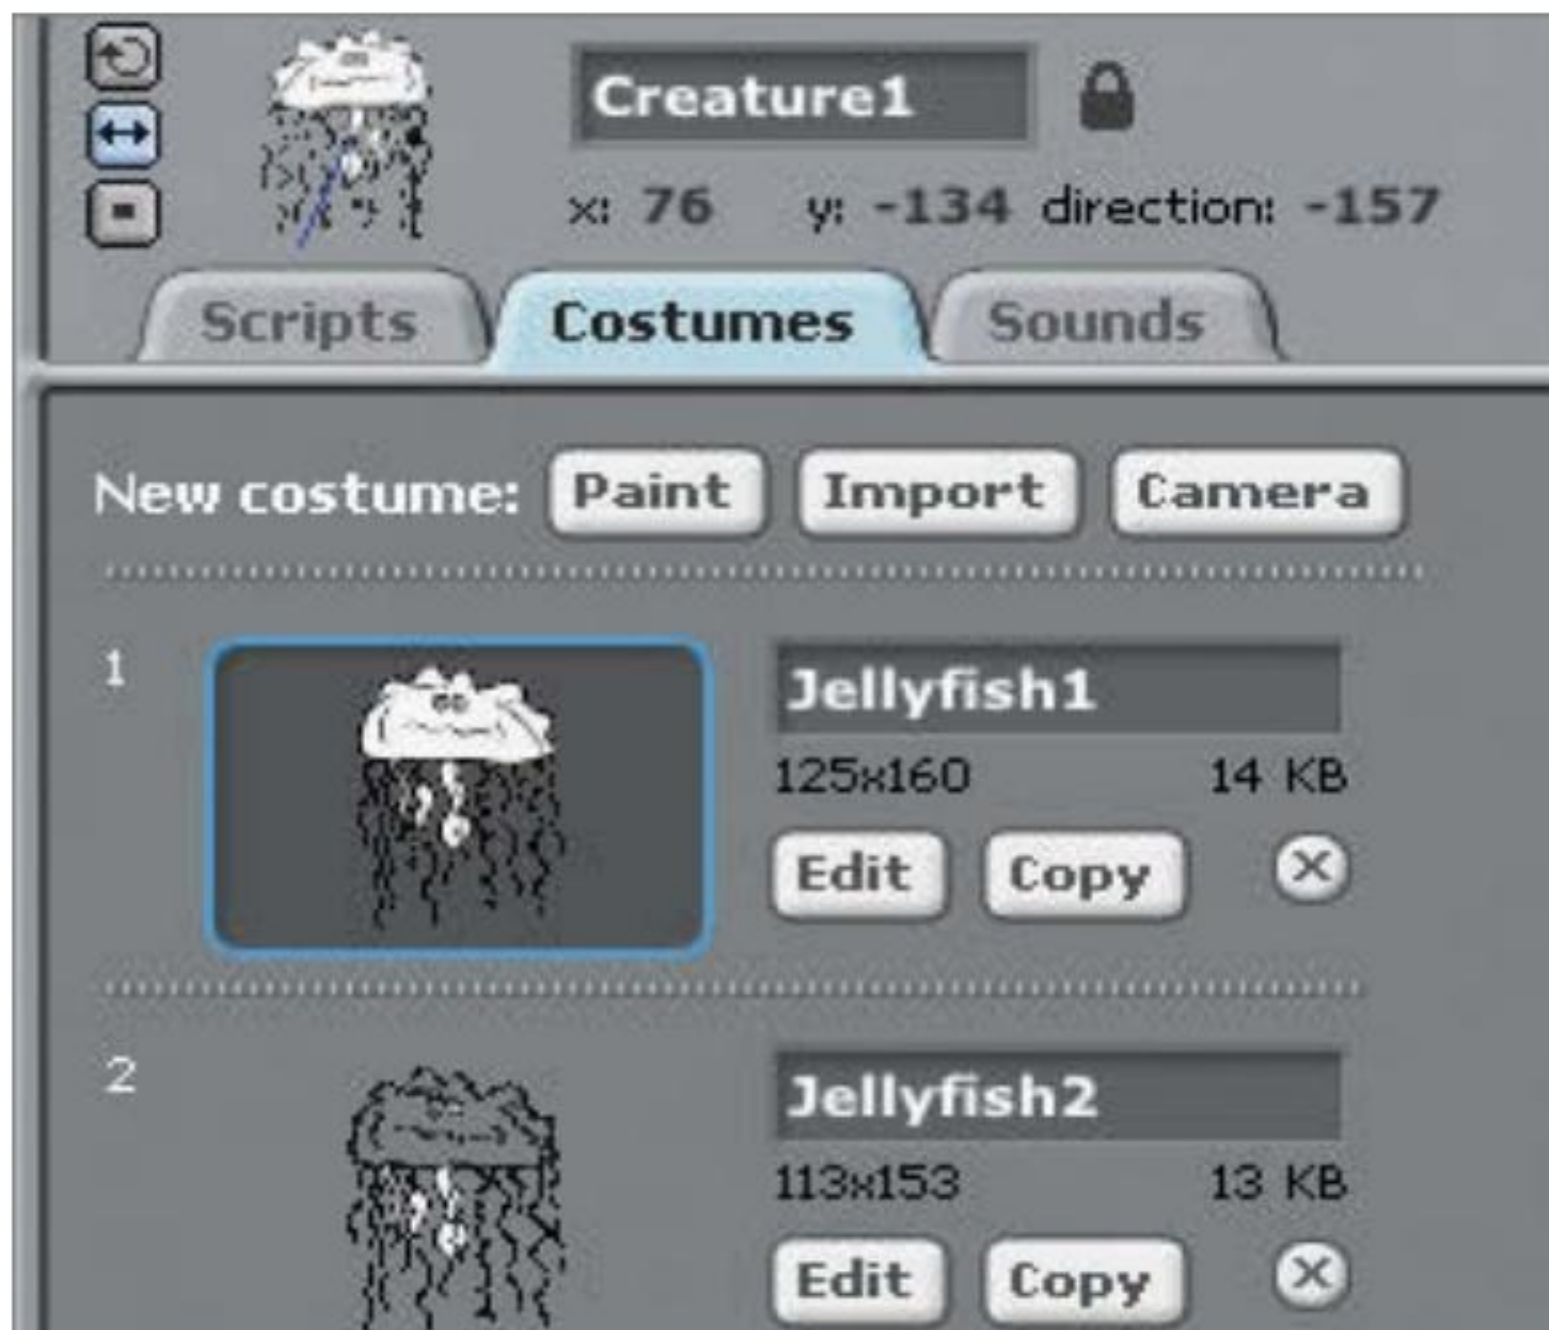 Creature1
x: 76 y: -134 direction: -157
Scripts Costumes Sounds
New costume: Paint Import Camera
1 Jellyfish1
125x160 14 KB
Edit Copy X
2 Jellyfish2
113x153 13 KB
Edit Copy X